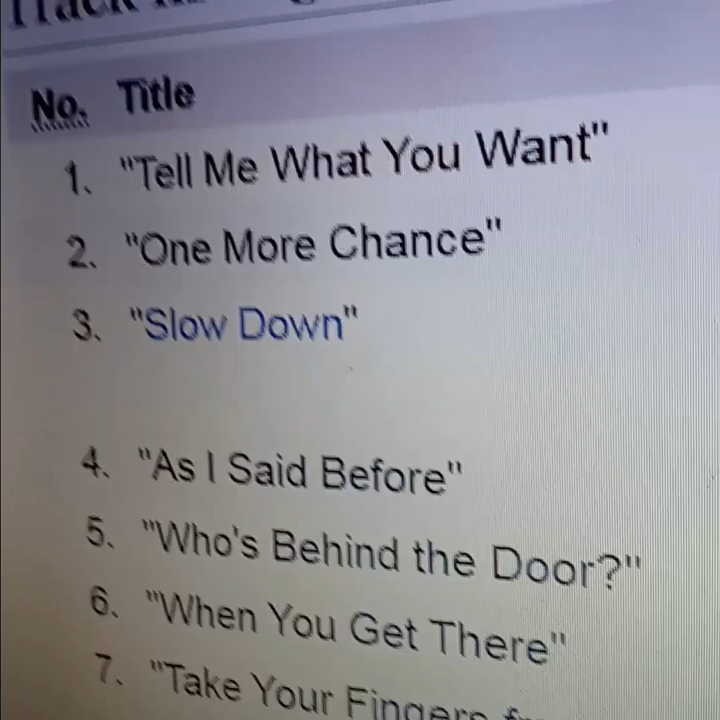 No. Title
1. "Tell Me What You Want"
2. "One More Chance"
3. "Slow Down"
4. "As I Said Before"
5. "Who's Behind the Door?"
6. "When You Get There"
7. "Take Your Fingers